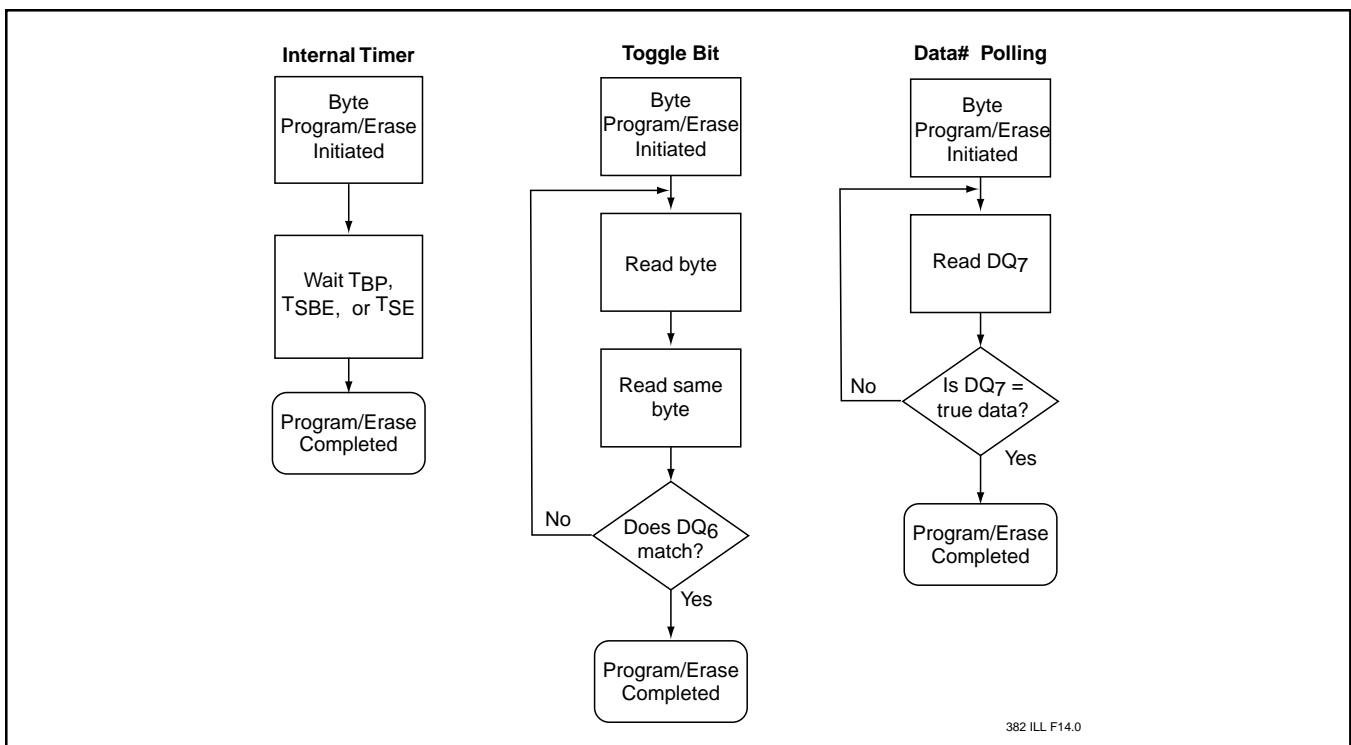 Internal Timer
Byte
Program/Erase
Initiated
Wait TBP,
TSBE, or TSE
Program/Erase
Completed
Toggle Bit
Byte
Program/Erase
Initiated
Read byte
Read same
byte
No
Does DQ6
match?
Yes
Program/Erase
Completed
Data# Polling
Byte
Program/Erase
Initiated
Read DQ7
No
Is DQ7 =
true data?
Yes
Program/Erase
Completed
382 ILL F14.0